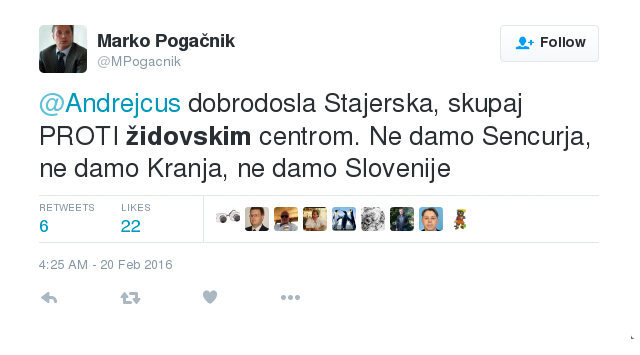 Marko Pogačnik
@MPogacnik
Follow
@Andrejcus dobrodosla Stajerska, skupaj
PROTI židovskim centrom. Ne damo Sencurja,
ne damo Kranja, ne damo Slovenije
RETWEETS LIKES
6 22
4:25 AM - 20 Feb 2016